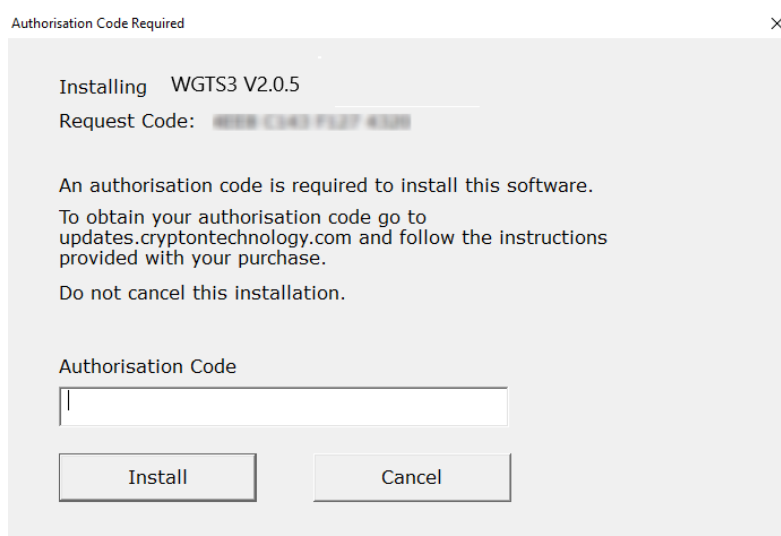 Authorisation Code Required
Installing WGTS3 V2.0.5
Request Code:
An authorisation code is required to install this software.
To obtain your authorisation code go to
updates.cryptontechnology.com and follow the instructions
provided with your purchase.
Do not cancel this installation.
Authorisation Code
Install Cancel